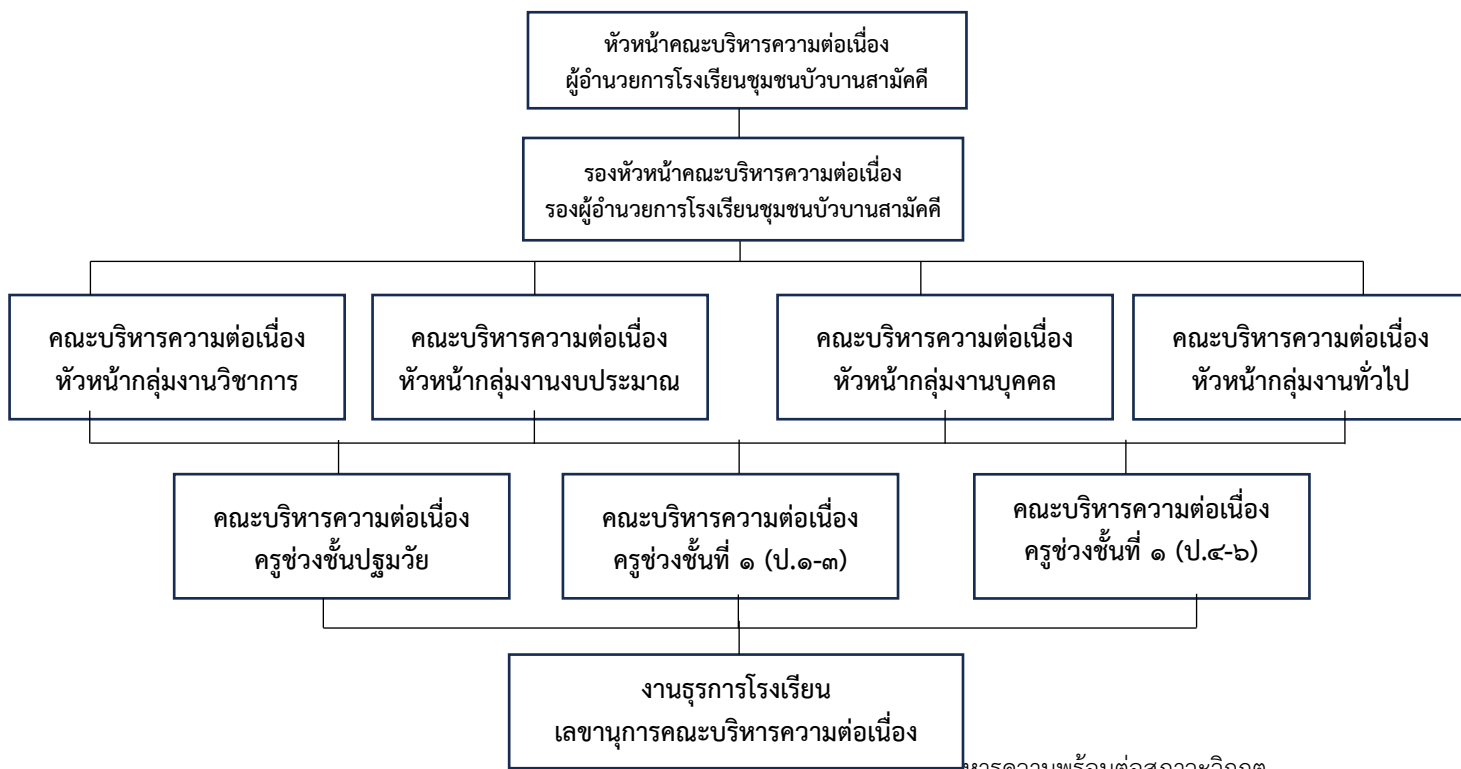 หัวหน้าคณะบริหารความต่อเนื่อง
ผู้อำนวยการโรงเรียนชุมชนบัวบานสามัคคี
รองหัวหน้าคณะบริหารความต่อเนื่อง
รองผู้อำนวยการโรงเรียนชุมชนบัวบานสามัคคี
คณะบริหารความต่อเนื่อง
หัวหน้ากลุ่มงานวิชาการ
คณะบริหารความต่อเนื่อง
หัวหน้ากลุ่มงานงบประมาณ
คณะบริหารความต่อเนื่อง
หัวหน้ากลุ่มงานบุคคล
คณะบริหารความต่อเนื่อง
หัวหน้ากลุ่มงานทั่วไป
คณะบริหารความต่อเนื่อง
ครูช่วงชั้นปฐมวัย
คณะบริหารความต่อเนื่อง
ครูช่วงชั้นที่ ๑ (ป.๑-๓)
คณะบริหารความต่อเนื่อง
ครูช่วงชั้นที่ ๑ (ป.๔-๖)
งานธุรการโรงเรียน
เลขานุการคณะบริหารความต่อเนื่อง